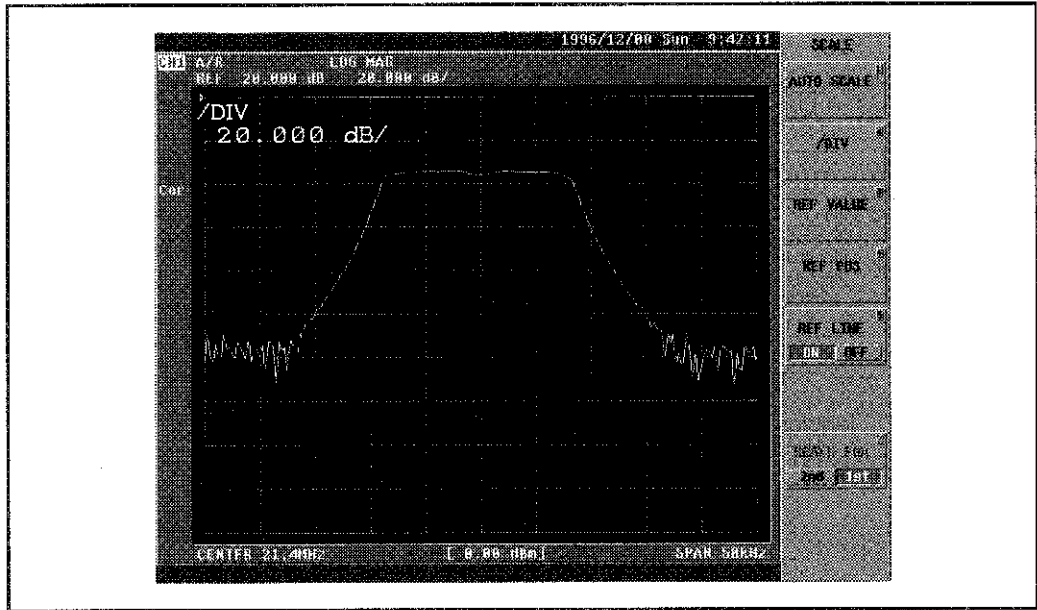 1996/12/08 Sun 9:42:11
SCALE
CH1 A/R LOG MAG
REF 20.000 dB 20.000 dB/
AUTO SCALE
/DIV
20.000 dB/
/DIV
Cor
REF VALUE
REF POS
REF LINE
ON OFF
2nd 1st
CENTER 21.4MHz [ 0.00 dBm] SPAN 50kHz